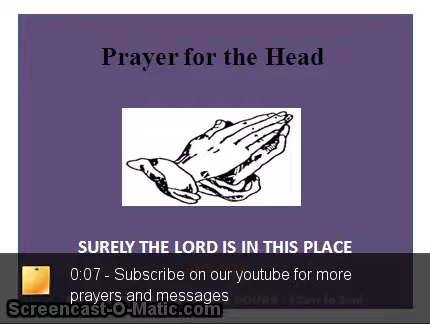 Prayer for the Head
SURELY THE LORD IS IN THIS PLACE
0:07 - Subscribe on our youtube for more
prayers and messages
HOURS
Screencast-O-Matic.com